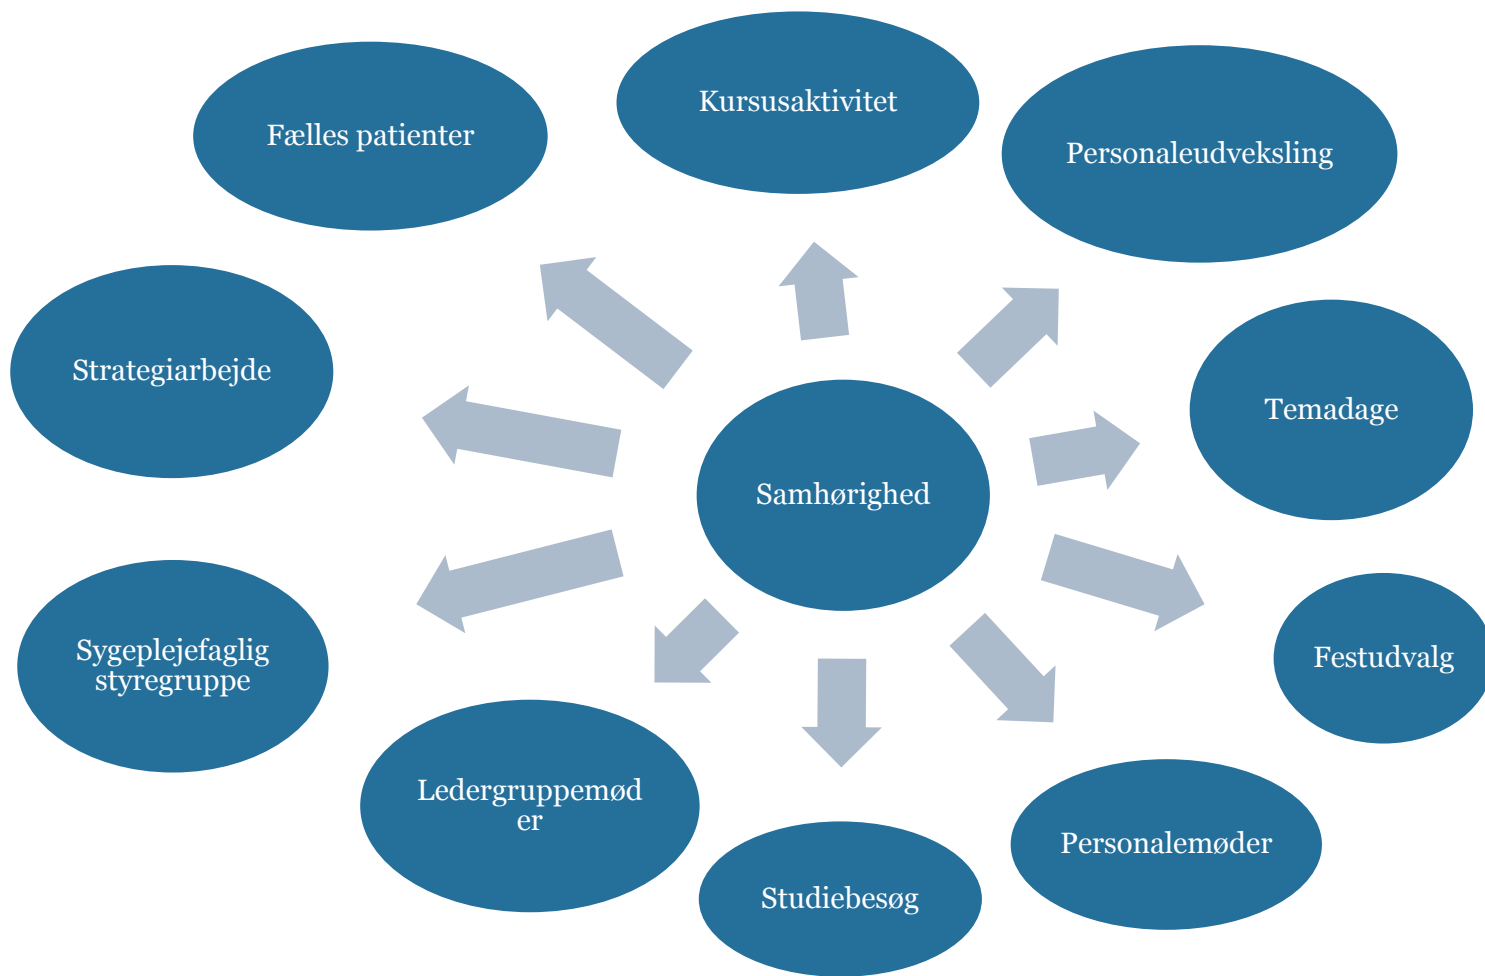 Kursusaktivitet
Fælles patienter
Personaleudveksling
Strategiarbejde
Temadage
Samhørighed
Sygeplejefaglig
styregruppe
Festudvalg
Ledergruppemød
er
Personalemøder
Studiebesøg